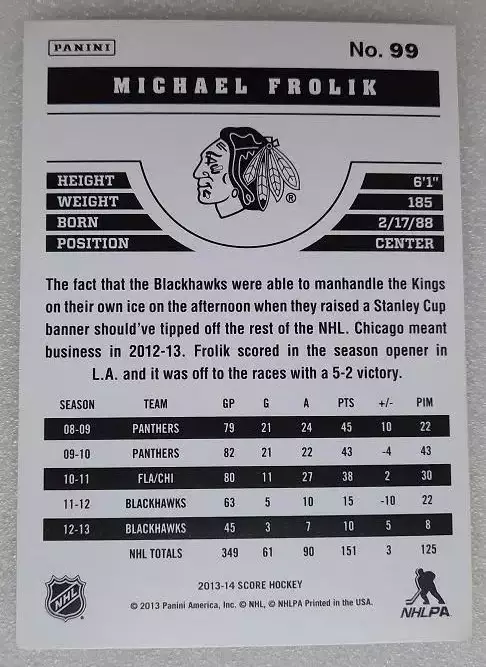 PANINI
No. 99
MICHAEL FROLIK
®
HEIGHT 6'1"
WEIGHT 185
BORN 2/17/88
POSITION CENTER
The fact that the Blackhawks were able to manhandle the Kings
on their own ice on the afternoon when they raised a Stanley Cup
banner should've tipped off the rest of the NHL. Chicago meant
business in 2012-13. Frolik scored in the season opener in
L.A. and it was off to the races with a 5-2 victory.
SEASON TEAM GP G A PTS +/- PIM
08-09 PANTHERS 79 21 24 45 10 22
09-10 PANTHERS 82 21 22 43 -4 43
10-11 FLA/CHI 80 11 27 38 2 30
11-12 BLACKHAWKS 63 5 10 15 -10 22
12-13 BLACKHAWKS 45 3 7 10 5 8
NHL TOTALS 349 61 90 151 3 125
2013-14 SCORE HOCKEY
© 2013 Panini America, Inc. © NHL, © NHLPA Printed in the USA.
NHL
NHLPA